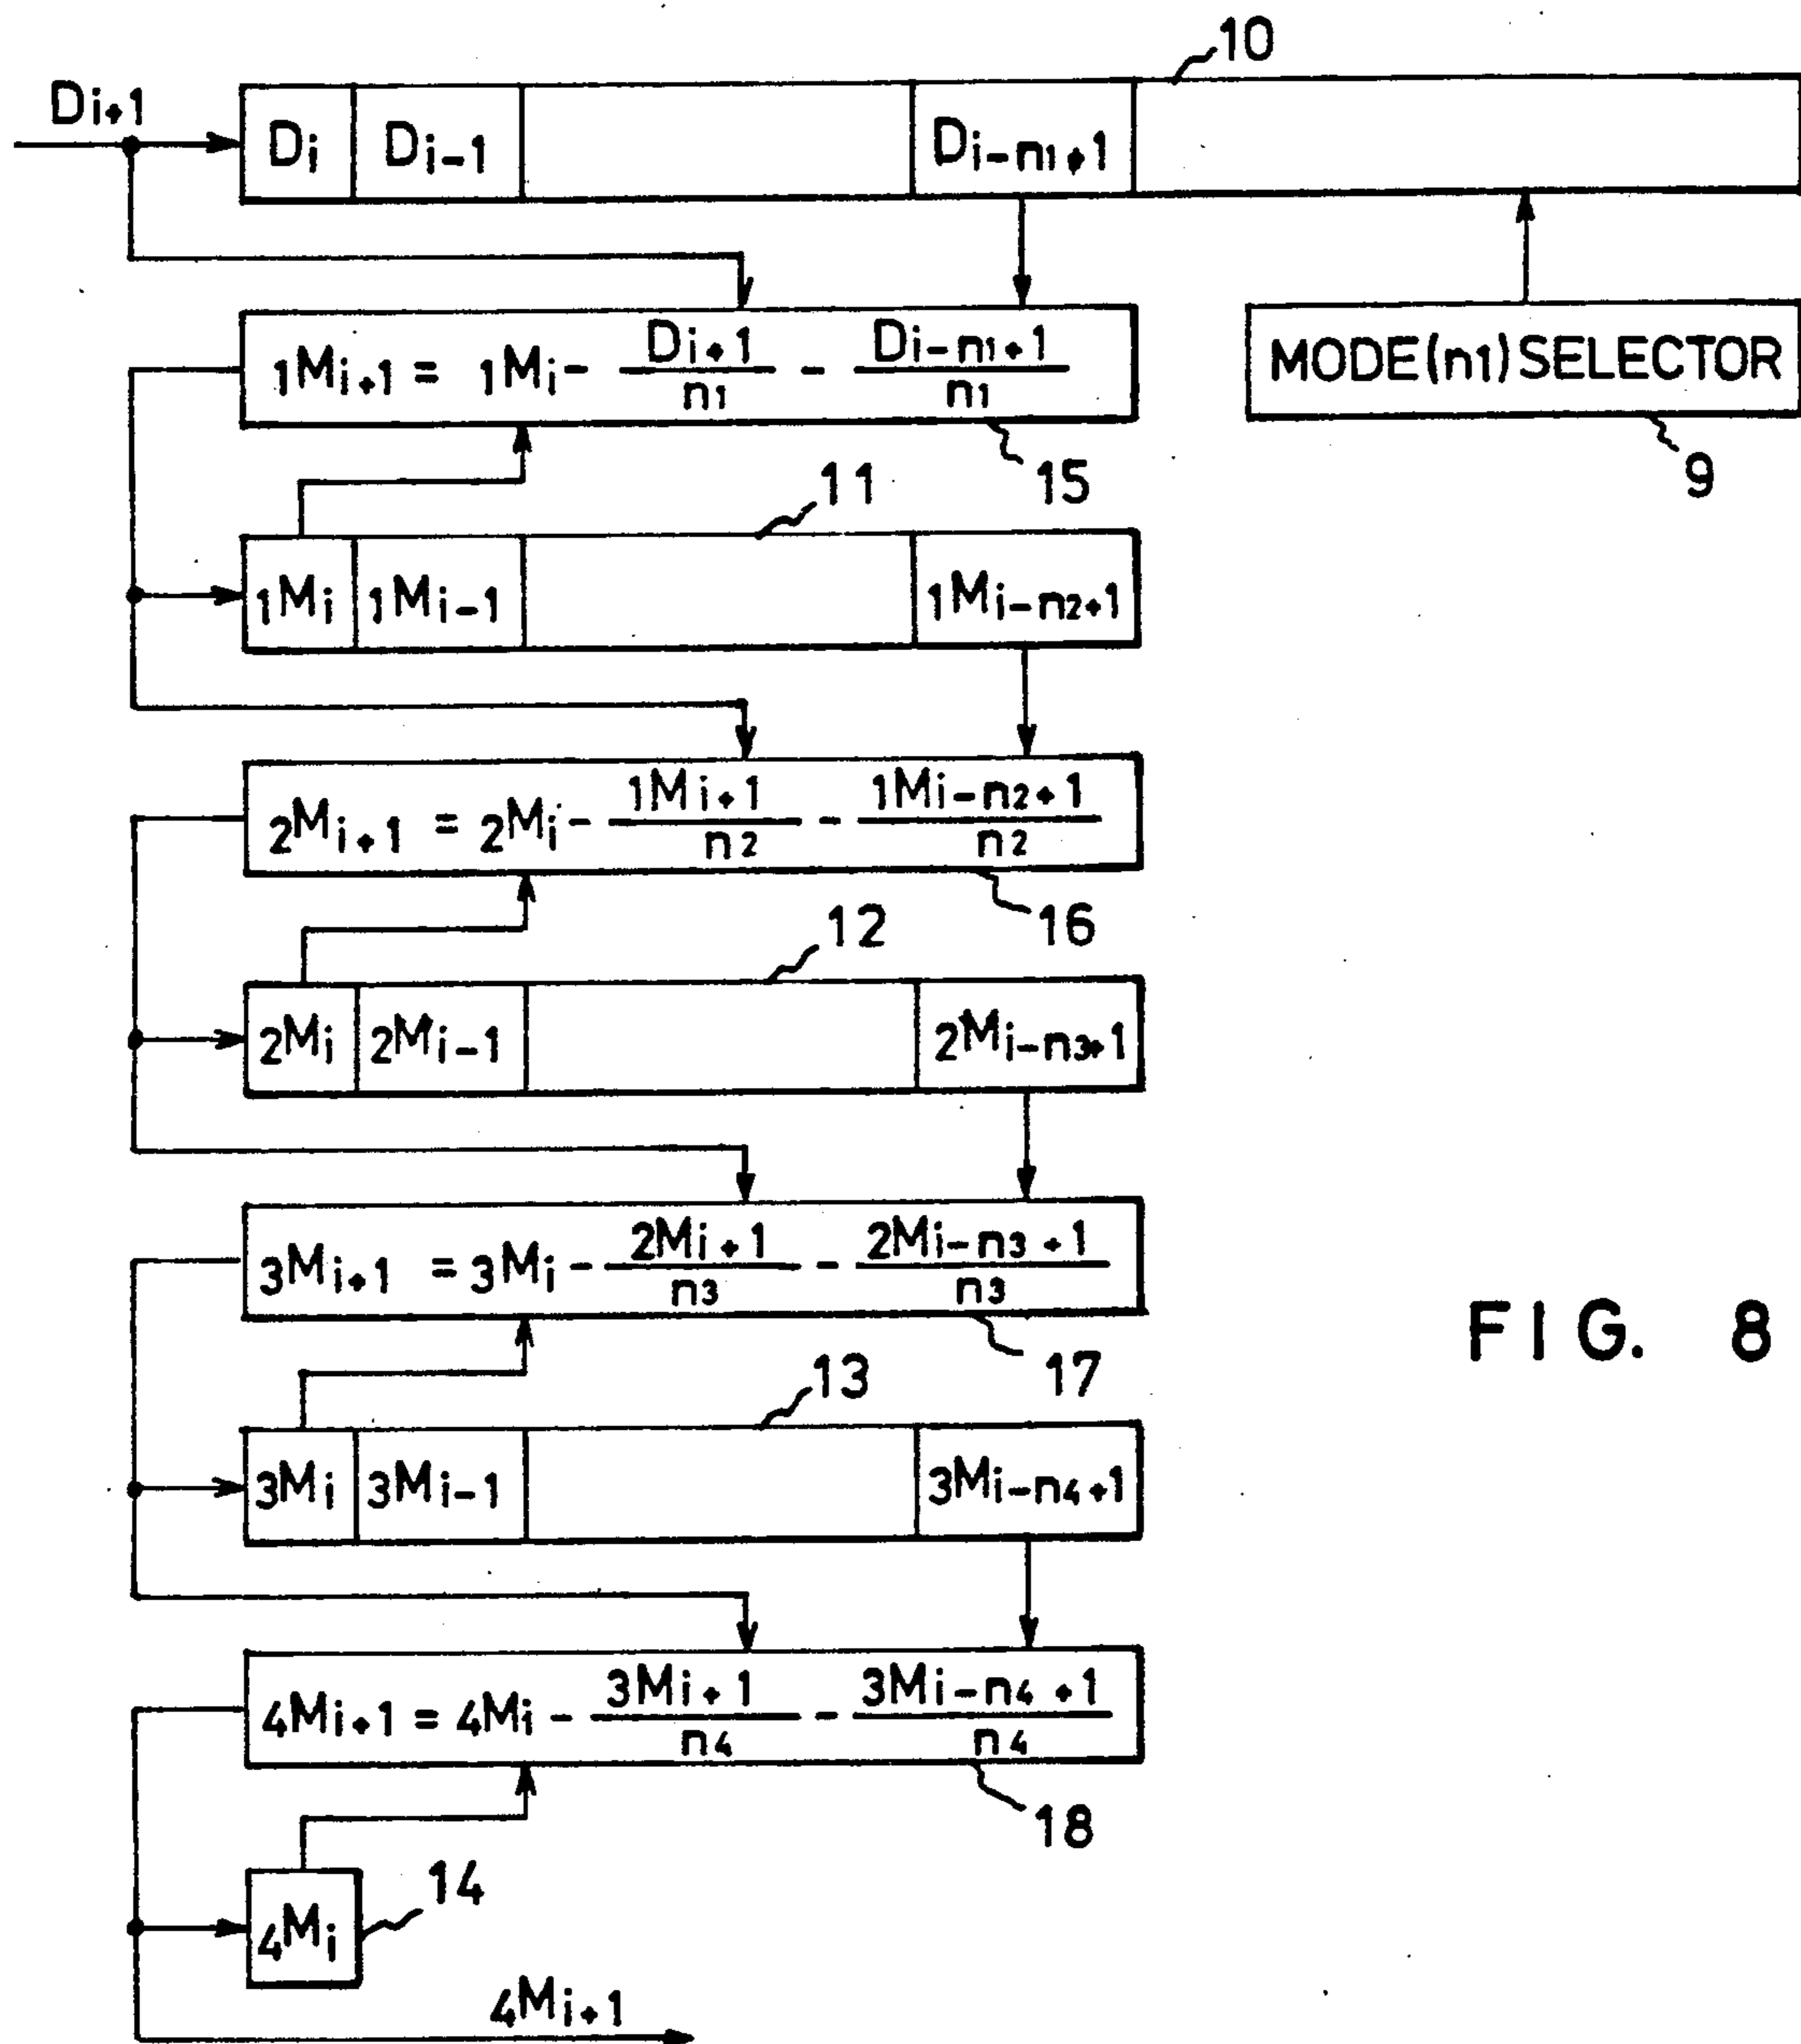 10
Di+1
Di Di-1 Di-n1+1
1Mi+1 = 1Mi - Di+1/n1 - Di-n1+1/n1
MODE(n1)SELECTOR
15
9
11
1Mi 1Mi-1 1Mi-n2+1
2Mi+1 = 2Mi - 1Mi+1/n2 - 1Mi-n2+1/n2
16
12
2Mi 2Mi-1 2Mi-n3+1
3Mi+1 = 3Mi - 2Mi+1/n3 - 2Mi-n3+1/n3
17
FIG. 8
13
3Mi 3Mi-1 3Mi-n4+1
4Mi+1 = 4Mi - 3Mi+1/n4 - 3Mi-n4+1/n4
18
14
4Mi
4Mi+1